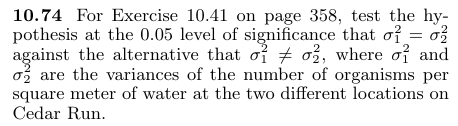 10.74 For Exercise 10.41 on page 358, test the hy-
pothesis at the 0.05 level of significance that σ₁² = σ₂²
against the alternative that σ₁² ≠ σ₂², where σ₁² and
σ₂² are the variances of the number of organisms per
square meter of water at the two different locations on
Cedar Run.